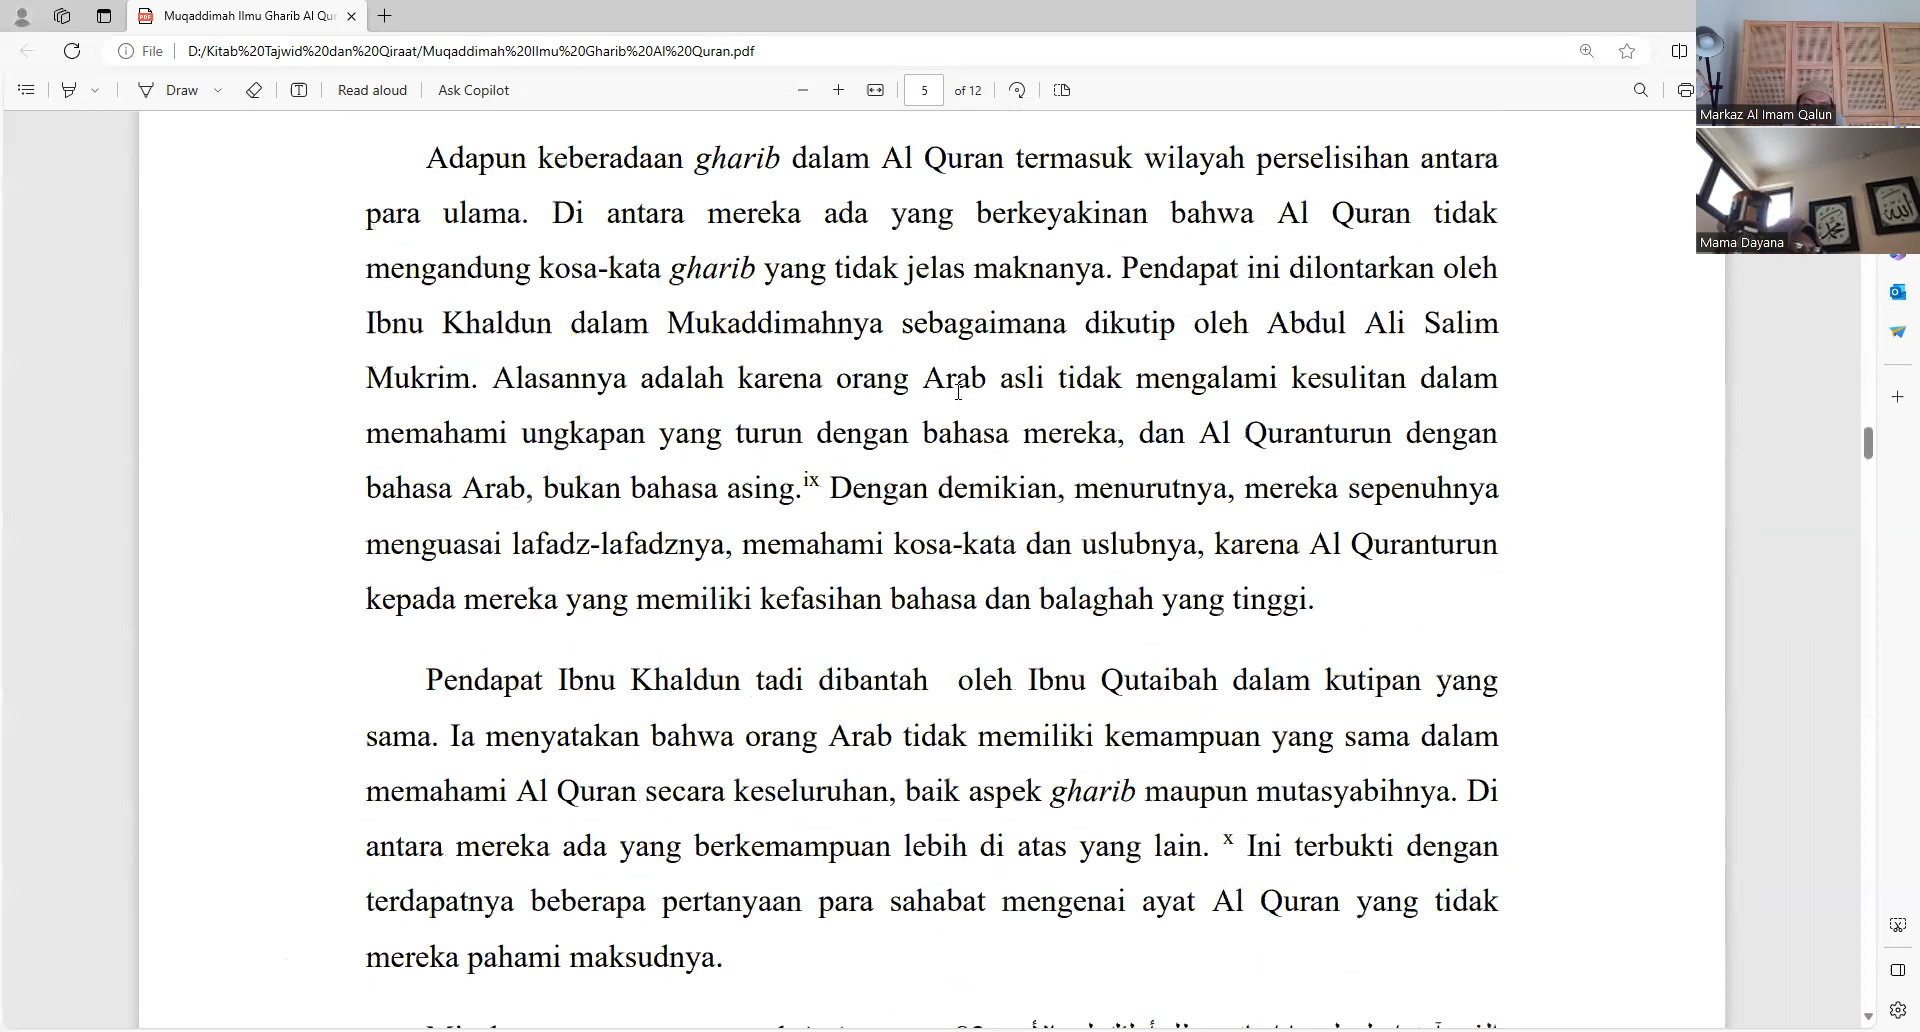 Muqaddimah Ilmu Gharib Al Qur
File
D:/Kitab%20Tajwid%20dan%20Qiraat/Muqaddimah%20Ilmu%20Gharib%20Al%20Quran.pdf
Draw
Read aloud
Ask Copilot
5
of 12
Markaz Al Imam Qalun
Mama Dayana
Adapun keberadaan gharib dalam Al Quran termasuk wilayah perselisihan antara
para ulama. Di antara mereka ada yang berkeyakinan bahwa Al Quran tidak
mengandung kosa-kata gharib yang tidak jelas maknanya. Pendapat ini dilontarkan oleh
Ibnu Khaldun dalam Mukaddimahnya sebagaimana dikutip oleh Abdul Ali Salim
Mukrim. Alasannya adalah karena orang Arab asli tidak mengalami kesulitan dalam
memahami ungkapan yang turun dengan bahasa mereka, dan Al Quranturun dengan
bahasa Arab, bukan bahasa asing.ix Dengan demikian, menurutnya, mereka sepenuhnya
menguasai lafadz-lafadznya, memahami kosa-kata dan uslubnya, karena Al Quranturun
kepada mereka yang memiliki kefasihan bahasa dan balaghah yang tinggi.
Pendapat Ibnu Khaldun tadi dibantah oleh Ibnu Qutaibah dalam kutipan yang
sama. Ia menyatakan bahwa orang Arab tidak memiliki kemampuan yang sama dalam
memahami Al Quran secara keseluruhan, baik aspek gharib maupun mutasyabihnya. Di
antara mereka ada yang berkemampuan lebih di atas yang lain. x Ini terbukti dengan
terdapatnya beberapa pertanyaan para sahabat mengenai ayat Al Quran yang tidak
mereka pahami maksudnya.